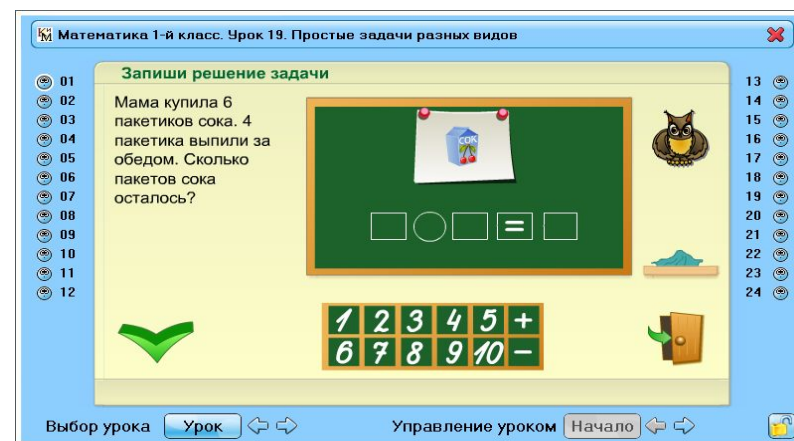 КиМ Математика 1-й класс. Урок 19. Простые задачи разных видов
Запиши решение задачи
01
02
03
04
05
06
07
08
09
10
11
12
Мама купила 6
пакетиков сока. 4
пакетика выпили за
обедом. Сколько
пакетов сока
осталось?
СОК
=
1 2 3 4 5 +
6 7 8 9 10 −
13
14
15
16
17
18
19
20
21
22
23
24
Выбор урока Урок Управление уроком Начало